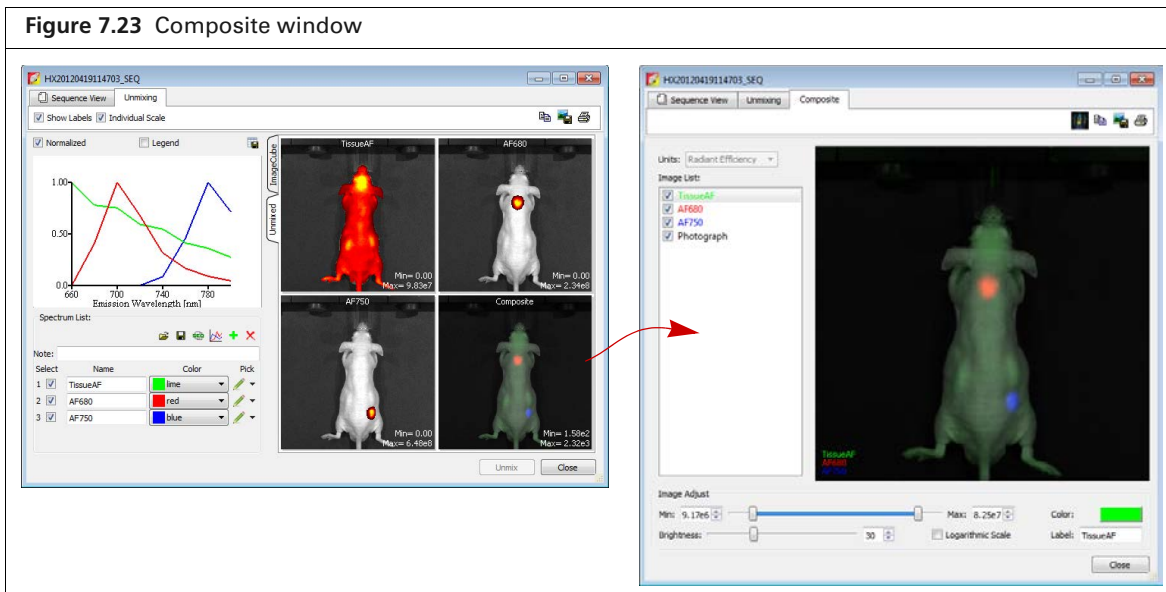 Figure 7.23 Composite window
HX20120419114703_SEQ
Sequence View Unmixing
Show Labels Individual Scale
Normalized Legend
1.00
0.50
0.0
660 700 740 780
Emission Wavelength [nm]
ImageCube
Unmixed
TissueAF
Min= 0.00
Max= 9.83e7
AF680
Min= 0.00
Max= 2.34e8
AF750
Min= 0.00
Max= 6.48e8
Composite
Min= 1.58e2
Max= 2.32e3
Spectrum List:
Note:
Select Name Color Pick
1 TissueAF lime
2 AF680 red
3 AF750 blue
Unmix Close
HX20120419114703_SEQ
Sequence View Unmixing Composite
Units: Radiant Efficiency
Image List:
TissueAF
AF680
AF750
Photograph
TissueAF
AF680
AF750
Image Adjust
Min: 9.17e6 Max: 8.25e7 Color:
Brightness: 30 Logarithmic Scale Label: TissueAF
Close